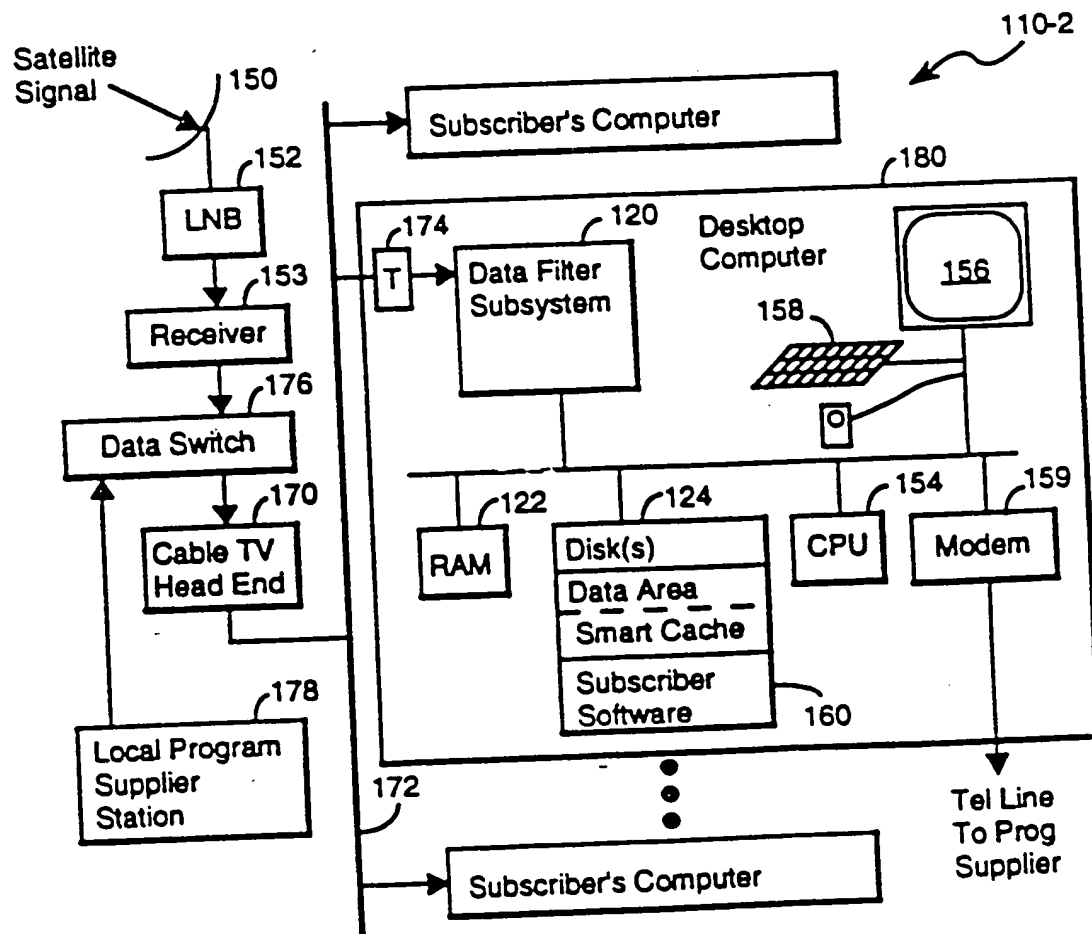 110-2
Satellite
Signal
150
Subscriber's Computer
152
LNB
180
174
120
Desktop
Computer
T
Data Filter
Subsystem
156
153
Receiver
158
176
Data Switch
170
Cable TV
Head End
122
RAM
124
Disk(s)
Data Area
Smart Cache
Subscriber
Software
160
154
CPU
159
Modem
178
Local Program
Supplier
Station
172
Tel Line
To Prog
Supplier
Subscriber's Computer